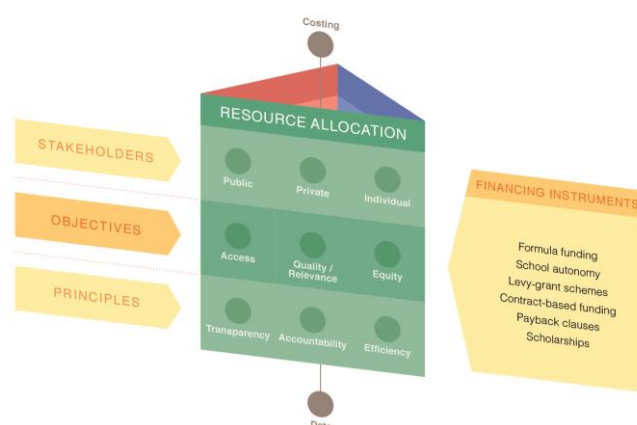 Costing
RESOURCE ALLOCATION
STAKEHOLDERS
Public
Private
Individual
OBJECTIVES
Access
Quality /
Relevance
Equity
PRINCIPLES
Transparency
Accountability
Efficiency
FINANCING INSTRUMENTS
Formula funding
School autonomy
Levy-grant schemes
Contract-based funding
Payback clauses
Scholarships
Data